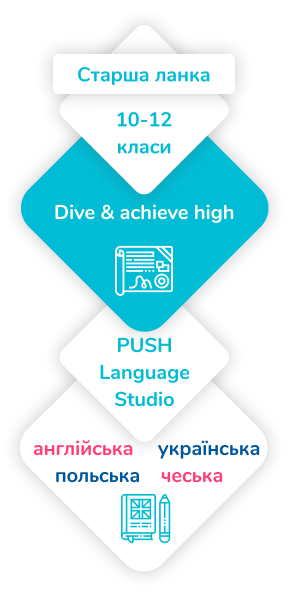 Старша ланка
10-12
класи
Dive & achieve high
PUSH
Language
Studio
англійська українська
польська чеська